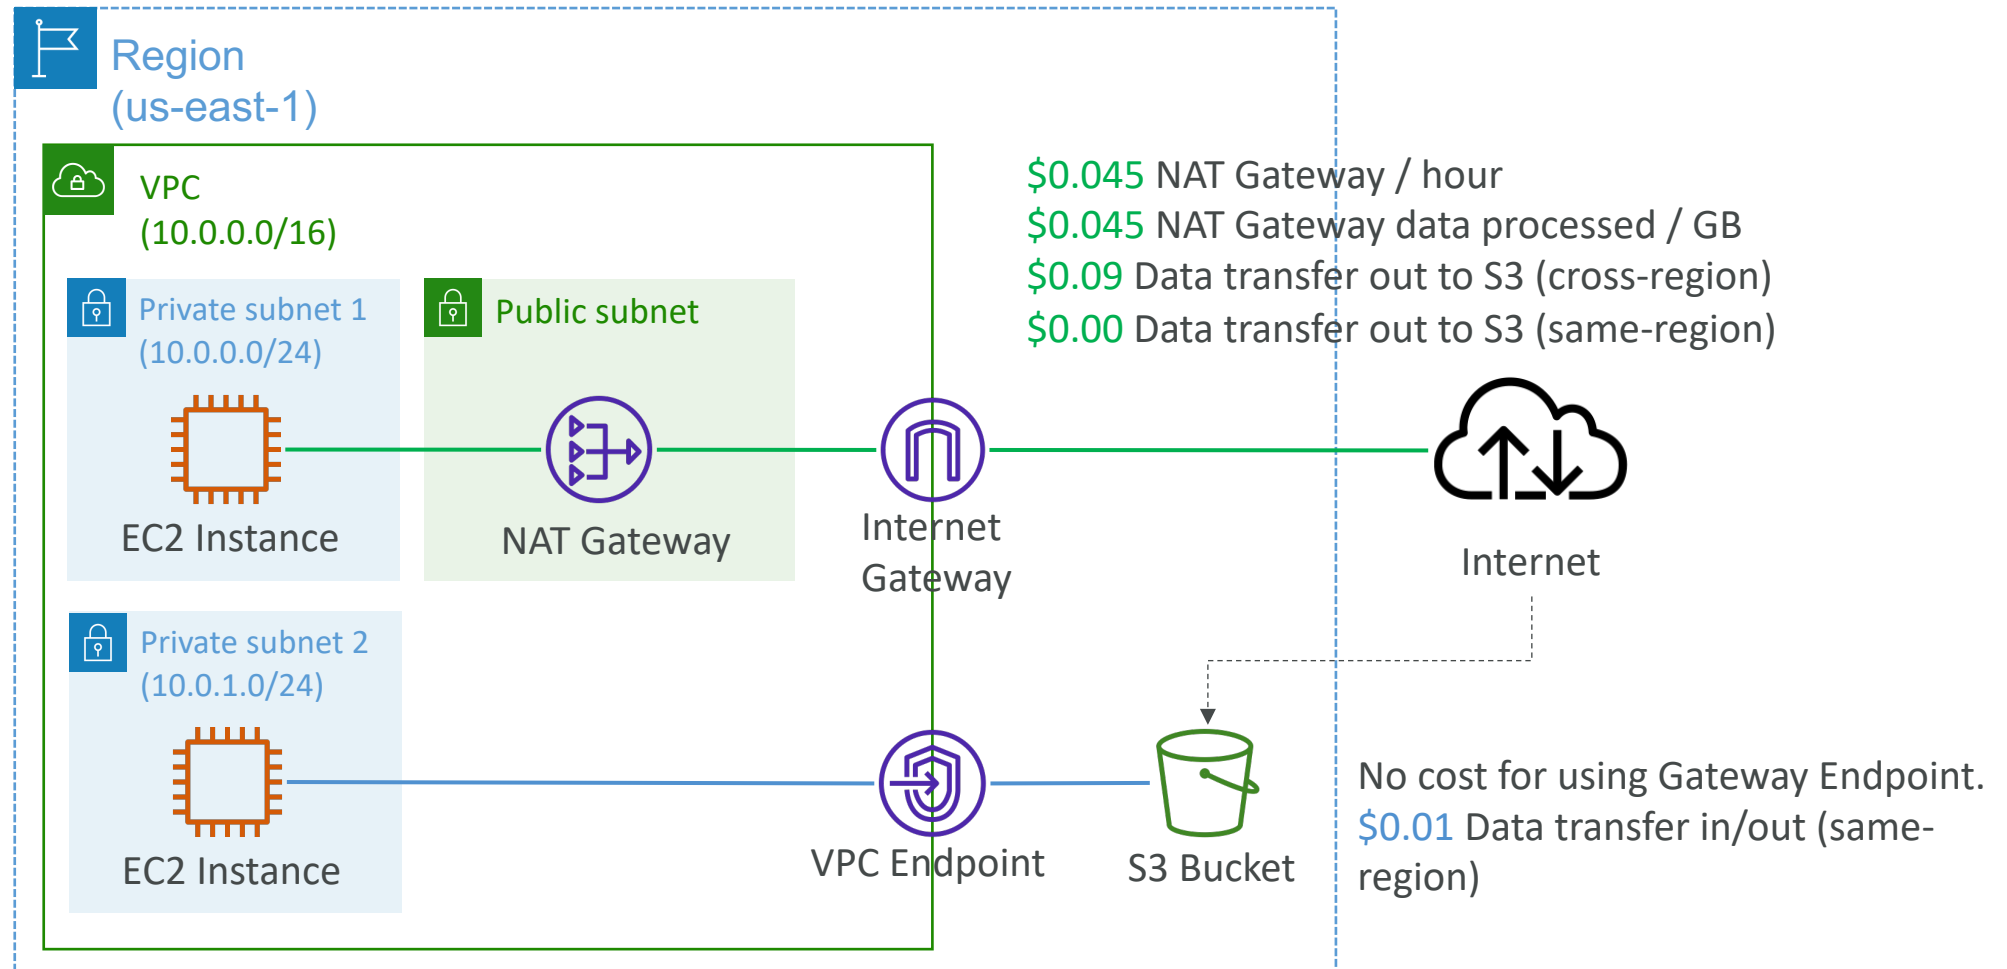 Region
(us-east-1)
VPC
(10.0.0.0/16)
$0.045 NAT Gateway / hour
$0.045 NAT Gateway data processed / GB
$0.09 Data transfer out to S3 (cross-region)
$0.00 Data transfer out to S3 (same-region)
Private subnet 1
(10.0.0.0/24)
Public subnet
EC2 Instance
NAT Gateway
Internet
Gateway
Internet
Private subnet 2
(10.0.1.0/24)
EC2 Instance
VPC Endpoint
S3 Bucket
No cost for using Gateway Endpoint.
$0.01 Data transfer in/out (same-
region)